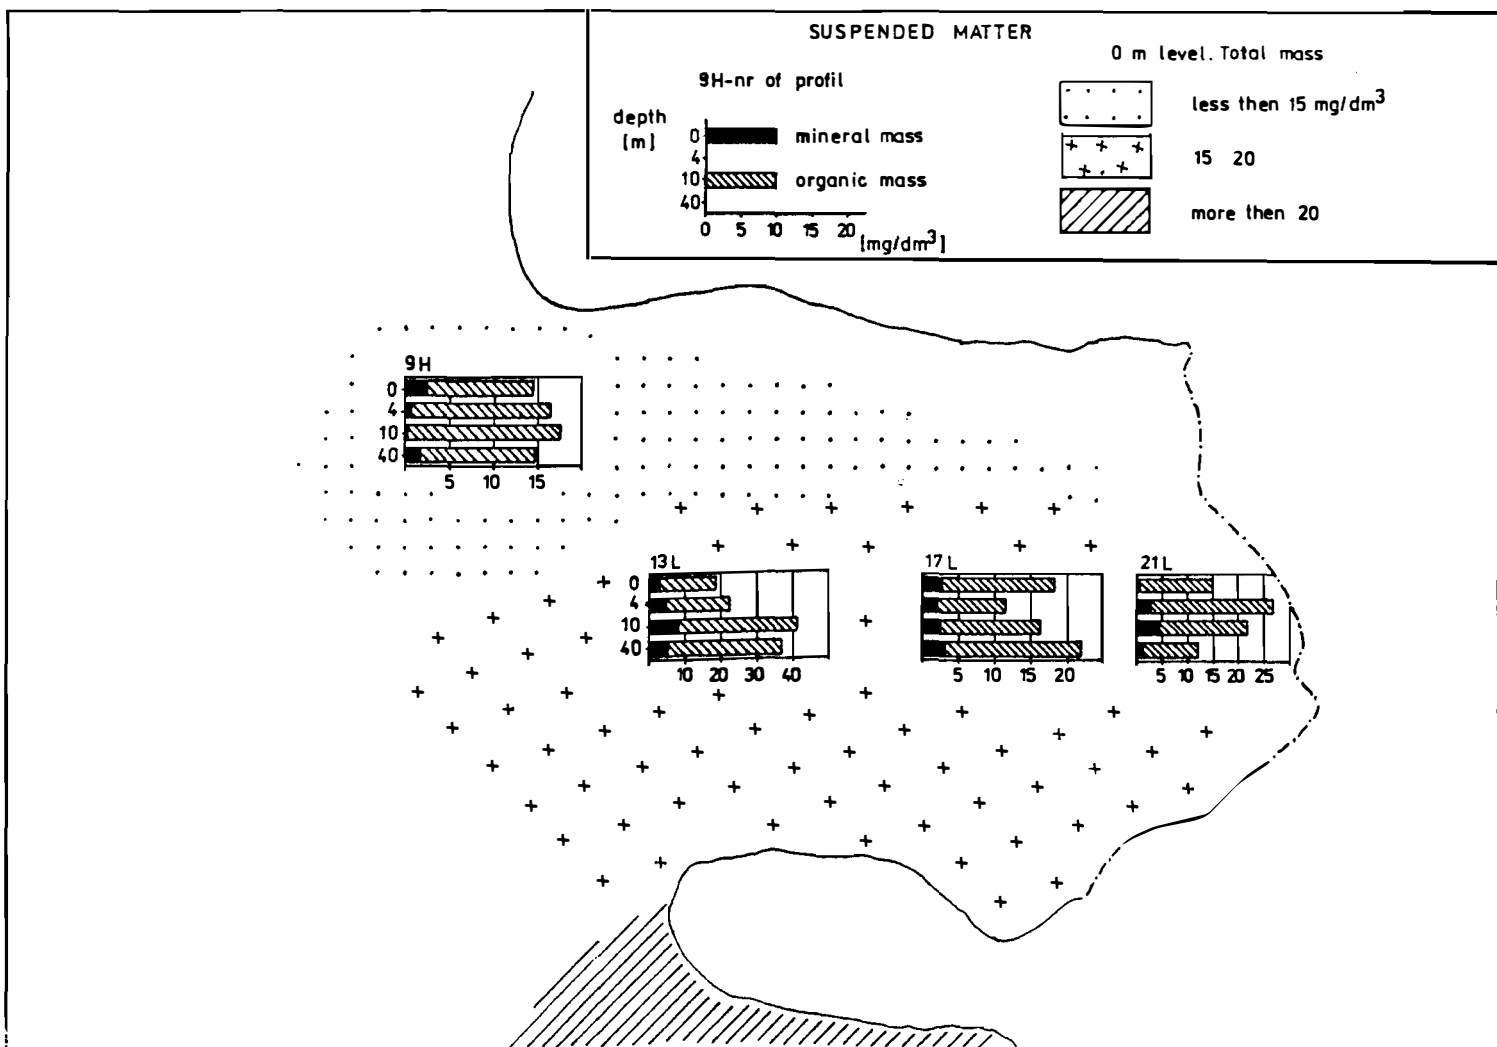 SUSPENDED MATTER
0 m level. Total mass
9H-nr of profil
depth
[m]
0 mineral mass
4
10 organic mass
40
0 5 10 15 20 [mg/dm³]
less then 15 mg/dm³
15 20
more then 20
9H
0
4
10
40
5 10 15
13L
0
4
10
40
10 20 30 40
17L
5 10 15 20
21L
5 10 15 20 25